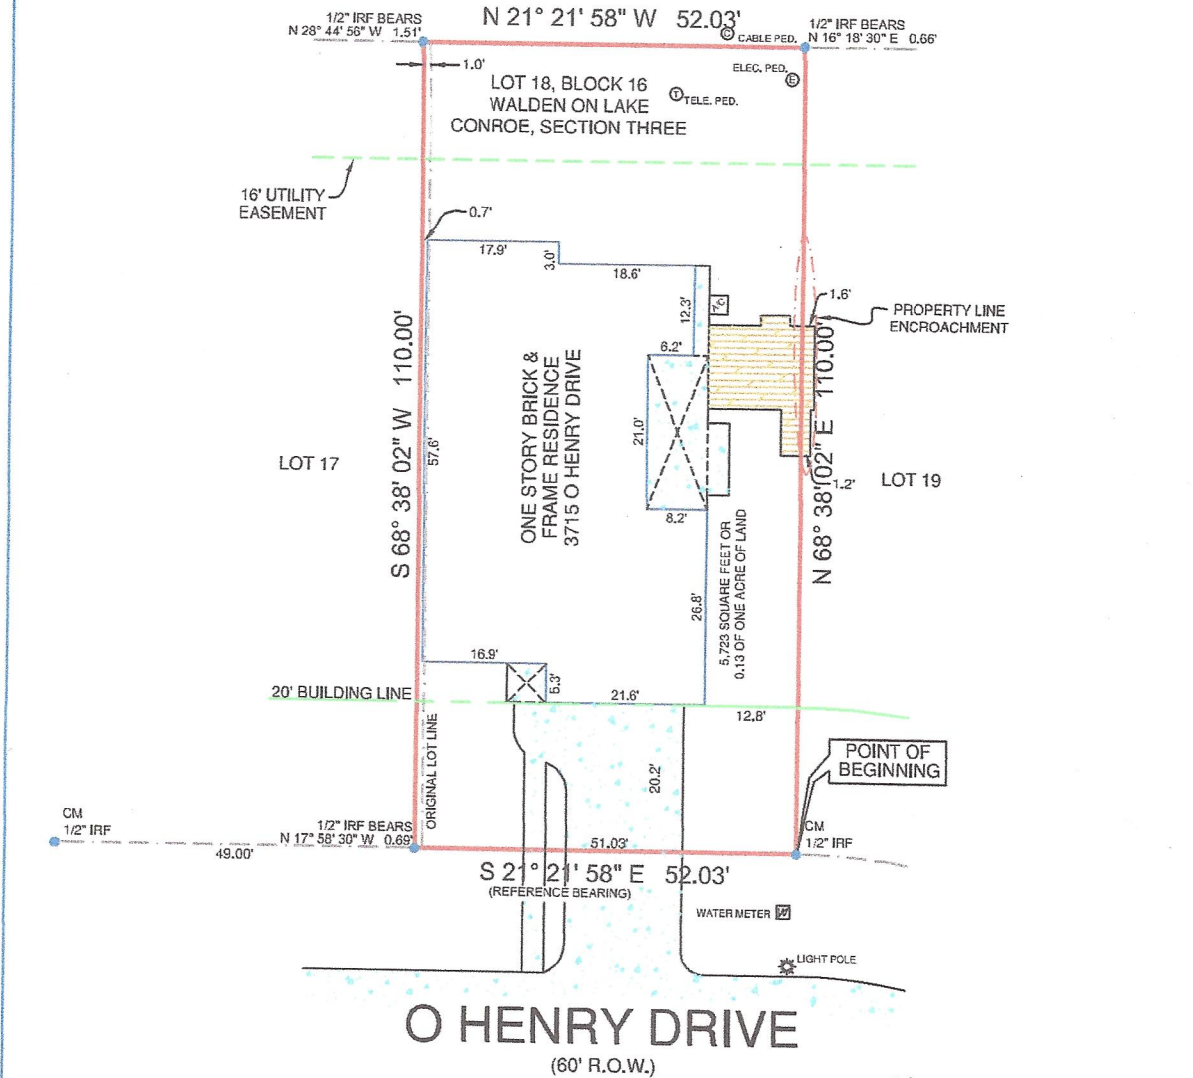 N 21° 21' 58" W   52.03'
1/2" IRF BEARS
N 28° 44' 56" W   1.51'
1/2" IRF BEARS
N 16° 18' 30" E   0.66'
CABLE PED.
C
ELEC. PED.
E
1.0'
LOT 18, BLOCK 16
WALDEN ON LAKE
CONROE, SECTION THREE
T
TELE. PED.
16' UTILITY
EASEMENT
0.7'
17.9'
3.0'
18.6'
12.3'
A/C
1.6'
PROPERTY LINE
ENCROACHMENT
6.2'
S 68° 38' 02" W   110.00'
57.6'
ONE STORY BRICK &
FRAME RESIDENCE
3715 O HENRY DRIVE
21.0'
8.2'
N 68° 38' 02" E   110.00'
1.2'
LOT 17
LOT 19
26.8'
5,723 SQUARE FEET OR
0.13 OF ONE ACRE OF LAND
16.9'
5.3'
21.6'
20' BUILDING LINE
12.8'
ORIGINAL LOT LINE
20.2'
POINT OF
BEGINNING
CM
1/2" IRF
49.00'
1/2" IRF BEARS
N 17° 58' 30" W   0.69'
51.03'
CM
1/2" IRF
S 21° 21' 58" E   52.03'
(REFERENCE BEARING)
WATER METER
W
LIGHT POLE
O HENRY DRIVE
(60' R.O.W.)